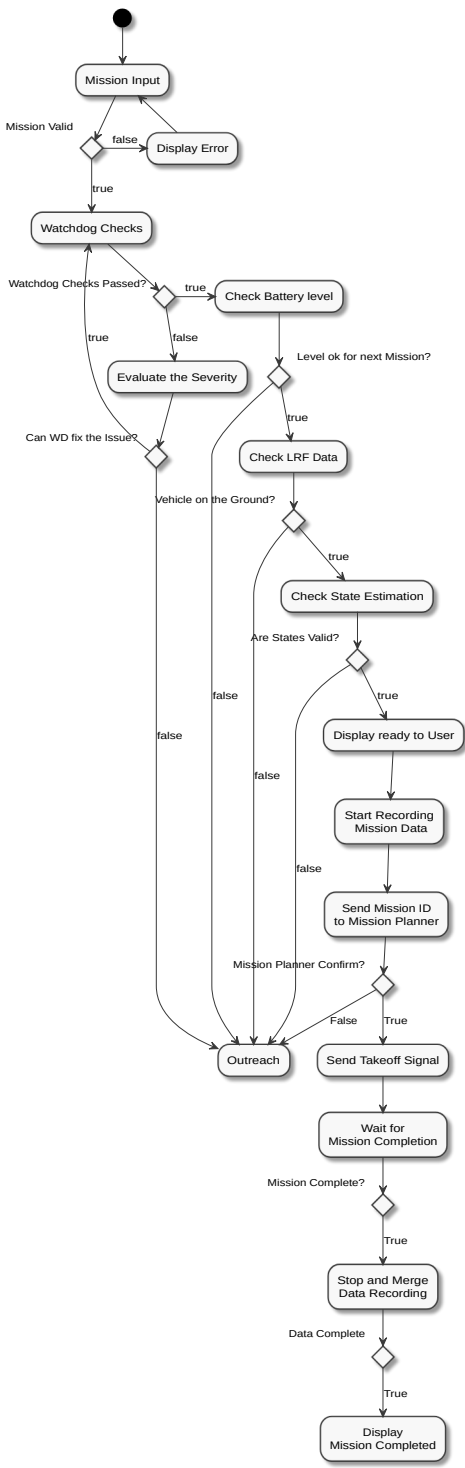 Mission Input
Mission Valid
false
Display Error
true
Watchdog Checks
Watchdog Checks Passed?
true
Check Battery level
true
false
Level ok for next Mission?
Evaluate the Severity
true
Can WD fix the Issue?
Check LRF Data
Vehicle on the Ground?
true
Check State Estimation
Are States Valid?
false
true
false
Display ready to User
false
Start Recording
Mission Data
false
Send Mission ID
to Mission Planner
Mission Planner Confirm?
False
True
Outreach
Send Takeoff Signal
Wait for
Mission Completion
Mission Complete?
True
Stop and Merge
Data Recording
Data Complete
True
Display
Mission Completed